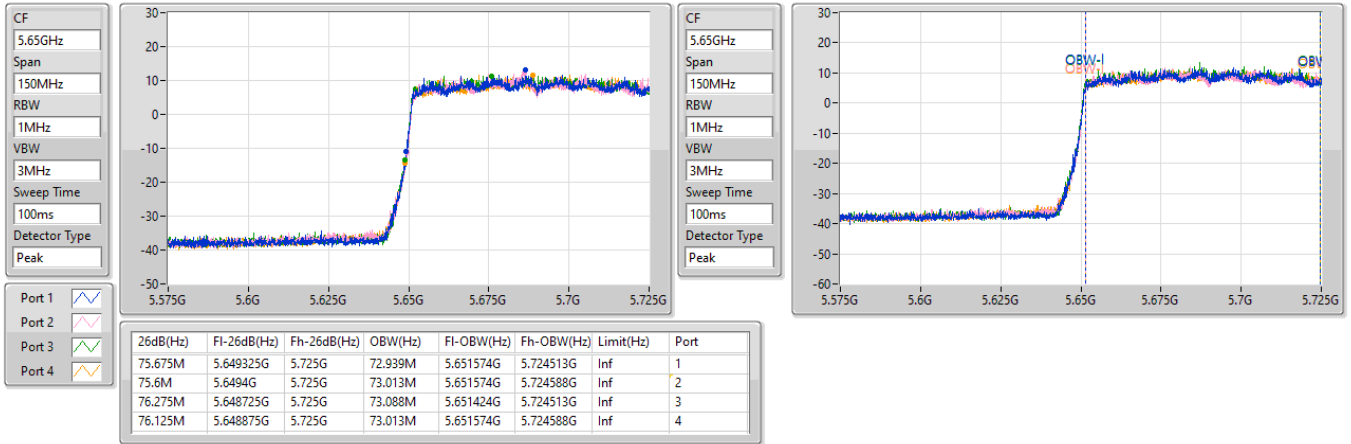 CF
5.65GHz
Span
150MHz
RBW
1MHz
VBW
3MHz
Sweep Time
100ms
Detector Type
Peak
30-
20-
10-
0-
-10-
-20-
-30-
-40-
-50-
5.575G 5.6G 5.625G 5.65G 5.675G 5.7G 5.725G
CF
5.65GHz
Span
150MHz
RBW
1MHz
VBW
3MHz
Sweep Time
100ms
Detector Type
Peak
30-
20-
10-
0-
-10-
-20-
-30-
-40-
-50-
-60-
5.575G 5.6G 5.625G 5.65G 5.675G 5.7G 5.725G
OBW-l
Port 1
Port 2
Port 3
Port 4
26dB(Hz) Fl-26dB(Hz) Fh-26dB(Hz) OBW(Hz) Fl-OBW(Hz) Fh-OBW(Hz) Limit(Hz) Port
75.675M 5.649325G 5.725G 72.939M 5.651574G 5.724513G Inf 1
75.6M 5.6494G 5.725G 73.013M 5.651574G 5.724588G Inf 2
76.275M 5.648725G 5.725G 73.088M 5.651424G 5.724513G Inf 3
76.125M 5.648875G 5.725G 73.013M 5.651574G 5.724588G Inf 4